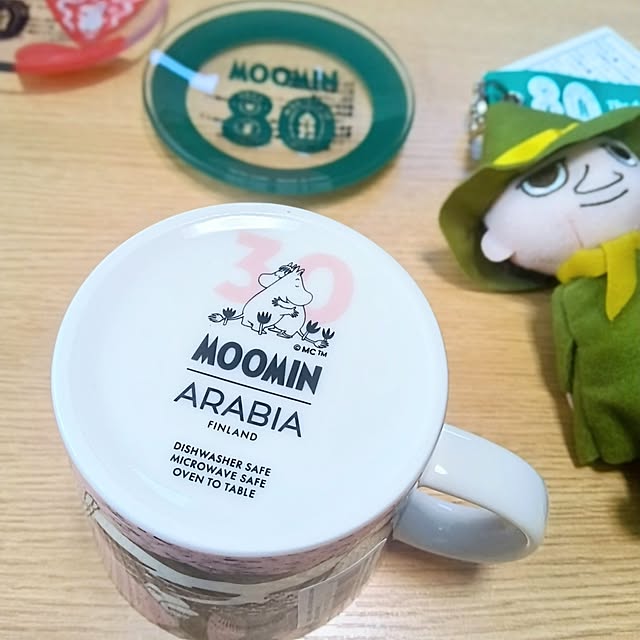 MOOMIN
80
80
30
© MC™
MOOMIN
ARABIA
FINLAND
DISHWASHER SAFE
MICROWAVE SAFE
OVEN TO TABLE